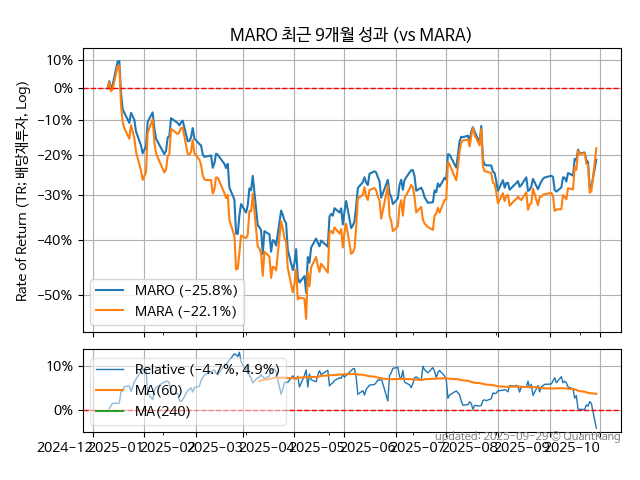 MARO 최근 9개월 성과 (vs MARA)
Rate of Return (TR: 배당재투자, Log)
10%
0%
−10%
−20%
−30%
−40%
−50%
MARO (−25.8%)
MARA (−22.1%)
10%
0%
Relative (−4.7%, 4.9%)
MA(60)
MA(240)
updated: 2025-09-29 © Quantkang
2024-12 2025-01 2025-02 2025-03 2025-04 2025-05 2025-06 2025-07 2025-08 2025-09 2025-10